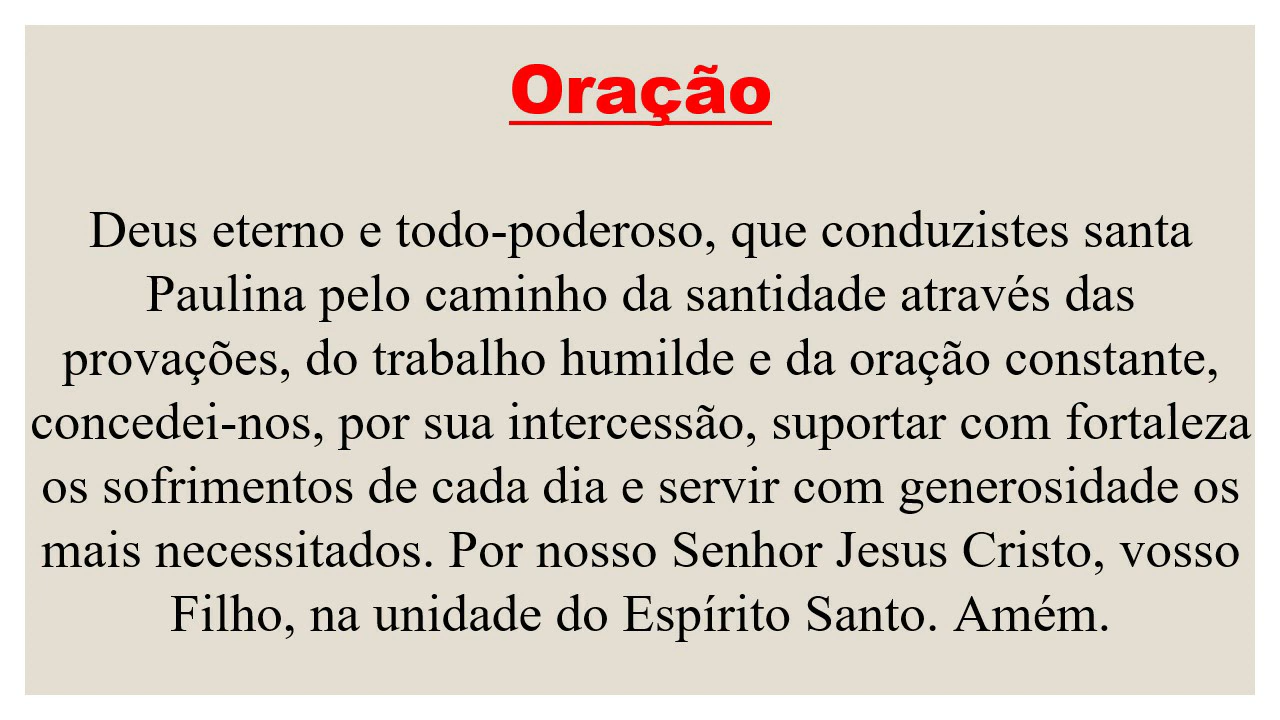 Oração
Deus eterno e todo-poderoso, que conduzistes santa
Paulina pelo caminho da santidade através das
provações, do trabalho humilde e da oração constante,
concedei-nos, por sua intercessão, suportar com fortaleza
os sofrimentos de cada dia e servir com generosidade os
mais necessitados. Por nosso Senhor Jesus Cristo, vosso
Filho, na unidade do Espírito Santo. Amém.